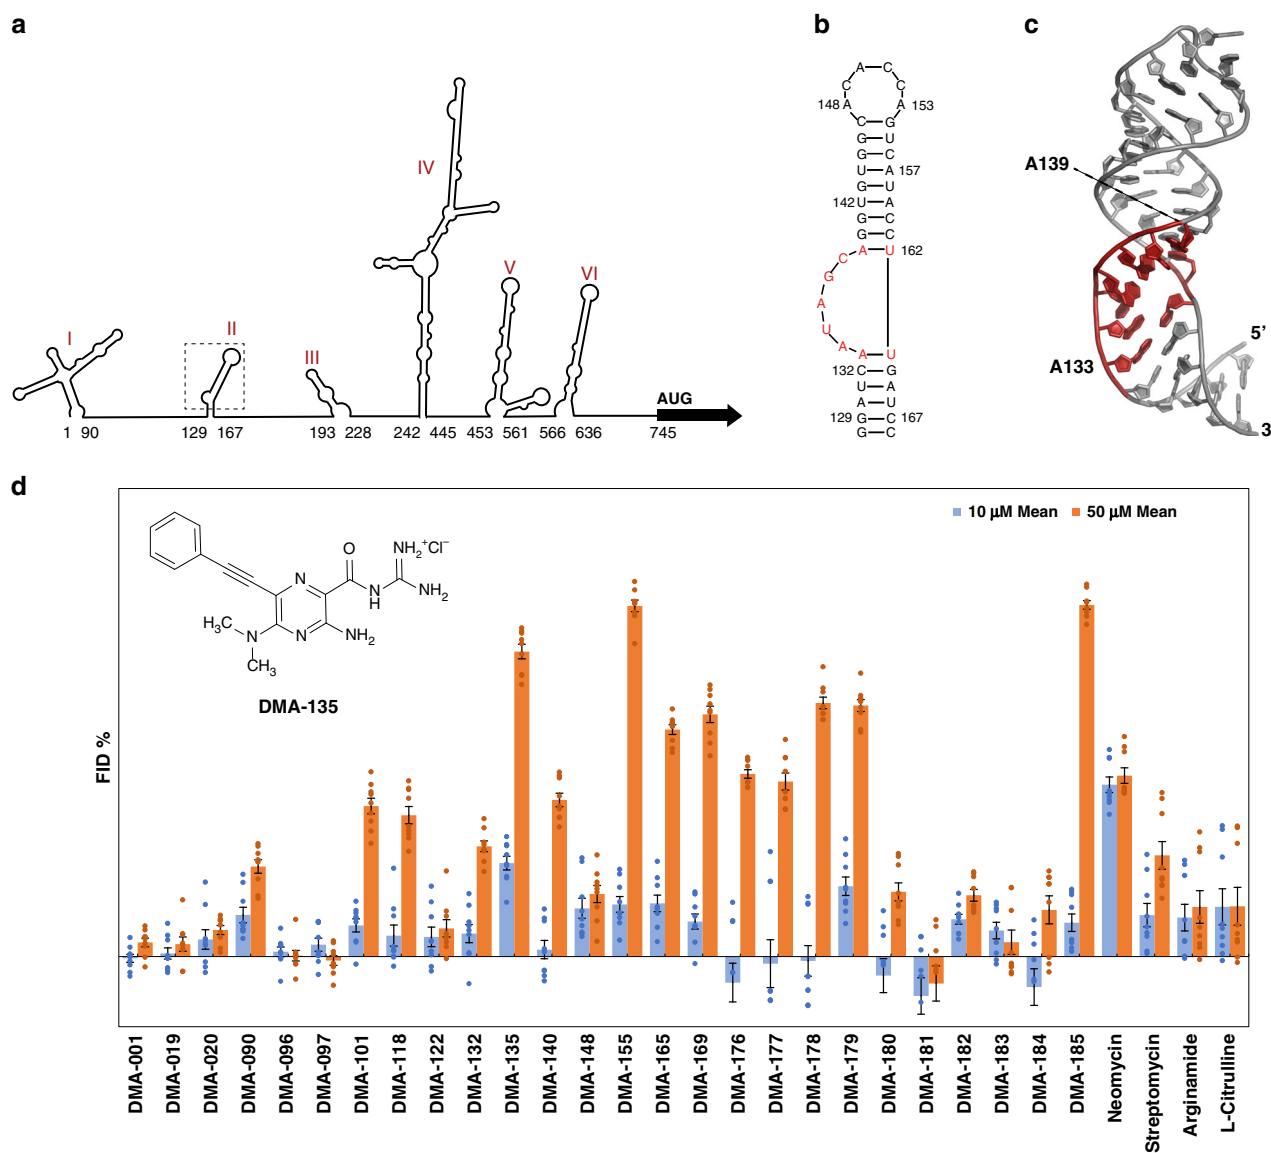 a
I
II
III
IV
V
VI
AUG
1 90
129 167
193 228
242 445
453 561
566 636
745
b
A C
C C
148 A A 153
C G
G U
G C
U A 157
G U
142 U A
G C
G C
A U 162
C
G
A
U
A
A U
132 C G
U A
A U
129 G C 167
G C
c
A139
A133
5’
3
d
10 µM Mean 50 µM Mean
FID %
O
NH2+Cl−
N
N
H
NH2
N
NH2
N
H3C
CH3
DMA-135
DMA-001
DMA-019
DMA-020
DMA-090
DMA-096
DMA-097
DMA-101
DMA-118
DMA-122
DMA-132
DMA-135
DMA-140
DMA-148
DMA-155
DMA-165
DMA-169
DMA-176
DMA-177
DMA-178
DMA-179
DMA-180
DMA-181
DMA-182
DMA-183
DMA-184
DMA-185
Neomycin
Streptomycin
Arginamide
L-Citrulline